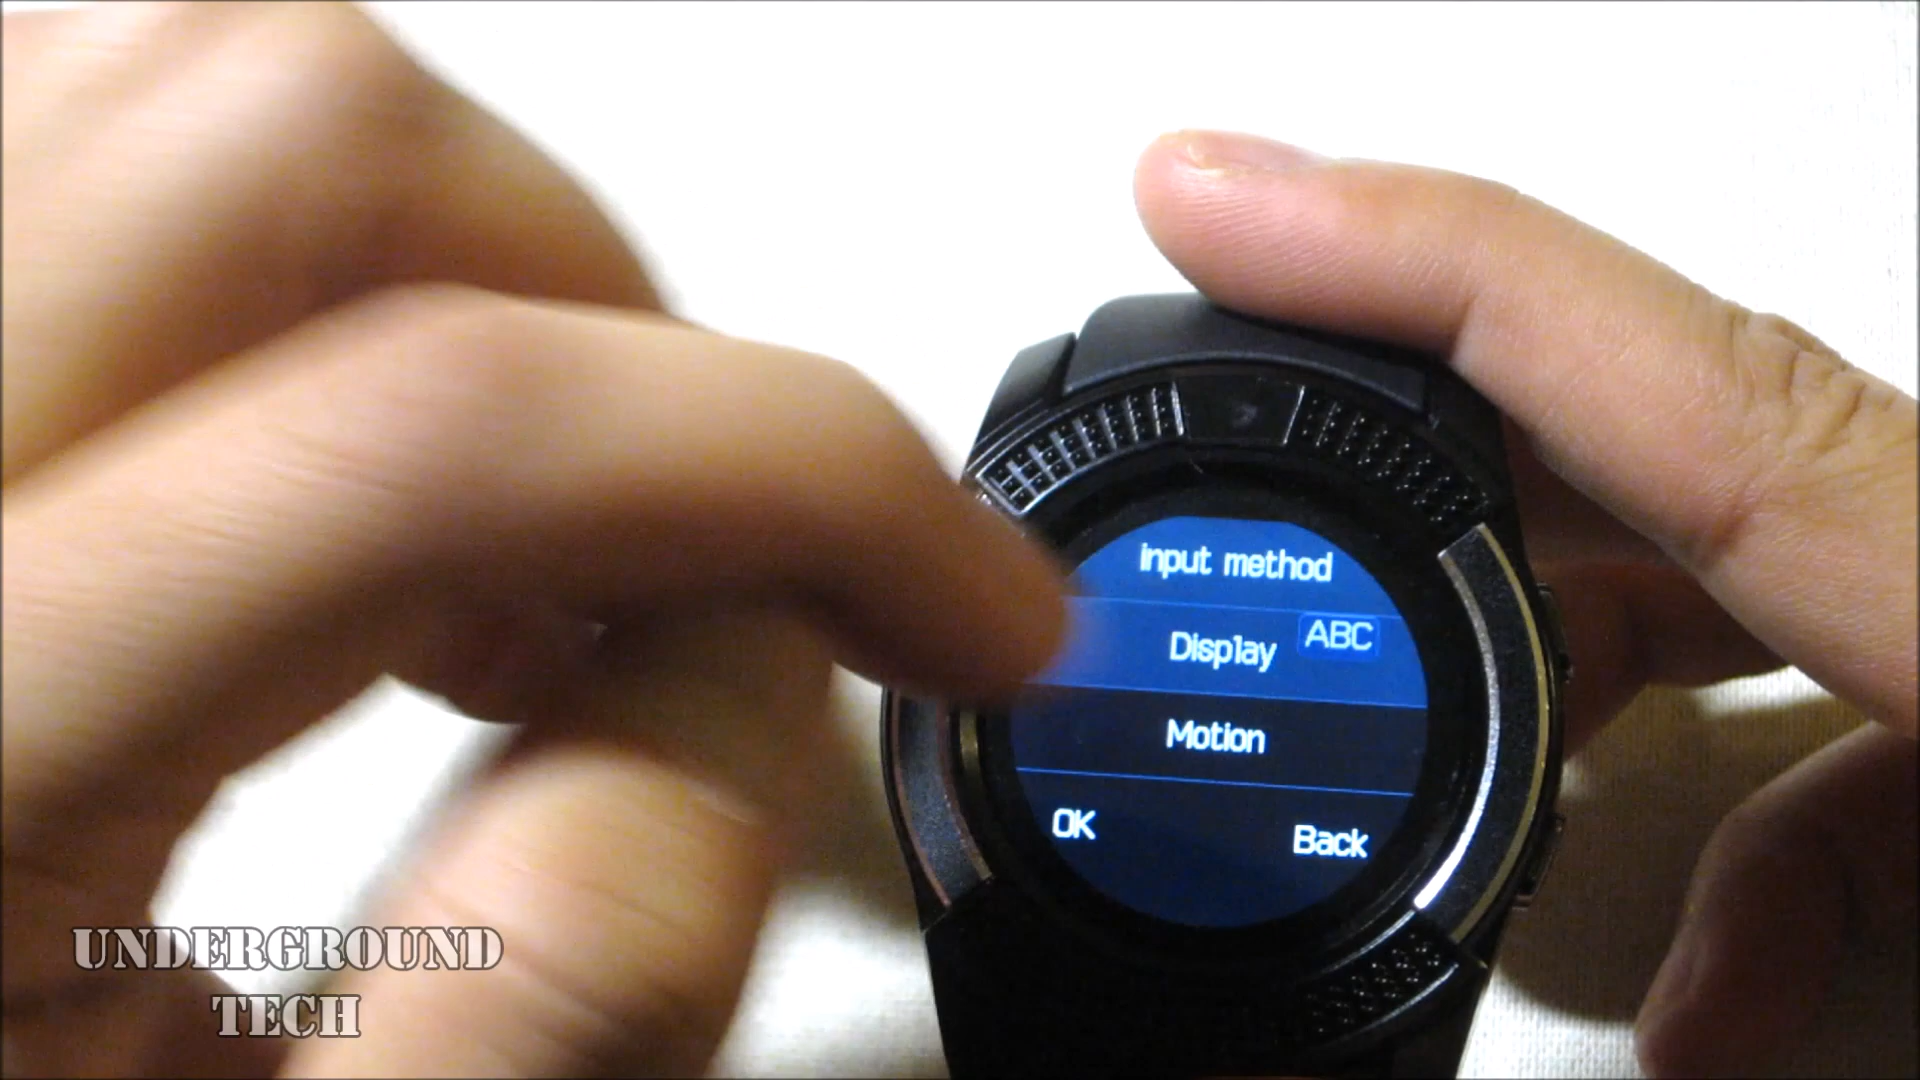 input method
Display
ABC
Motion
OK
Back
UNDERGROUND
TECH